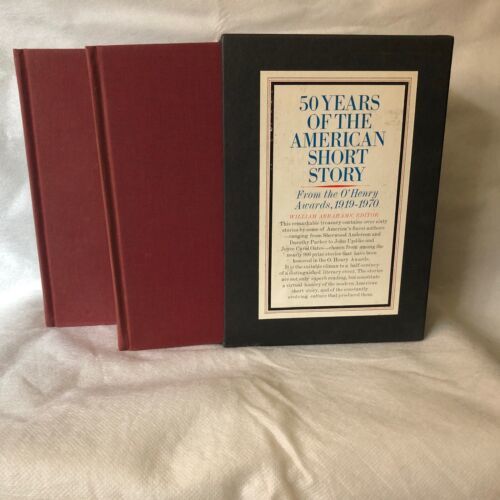 50 YEARS
OF THE
AMERICAN
SHORT
STORY
From the O'Henry
Awards, 1919-1970
WILLIAM ABRAHAMS, EDITOR
This remarkable treasury contains over sixty
stories by some of America's finest authors
—ranging from Sherwood Anderson and
Dorothy Parker to John Updike and
Joyce Carol Oates—chosen from among the
nearly 900 prize stories that have been
honored in the O. Henry Awards.
It is the culmination to a half-century
of a distinguished literary event. The stories
are not only superb reading, but constitute
a virtual history of the modern American
short story, and of the constantly
evolving culture that produced them.